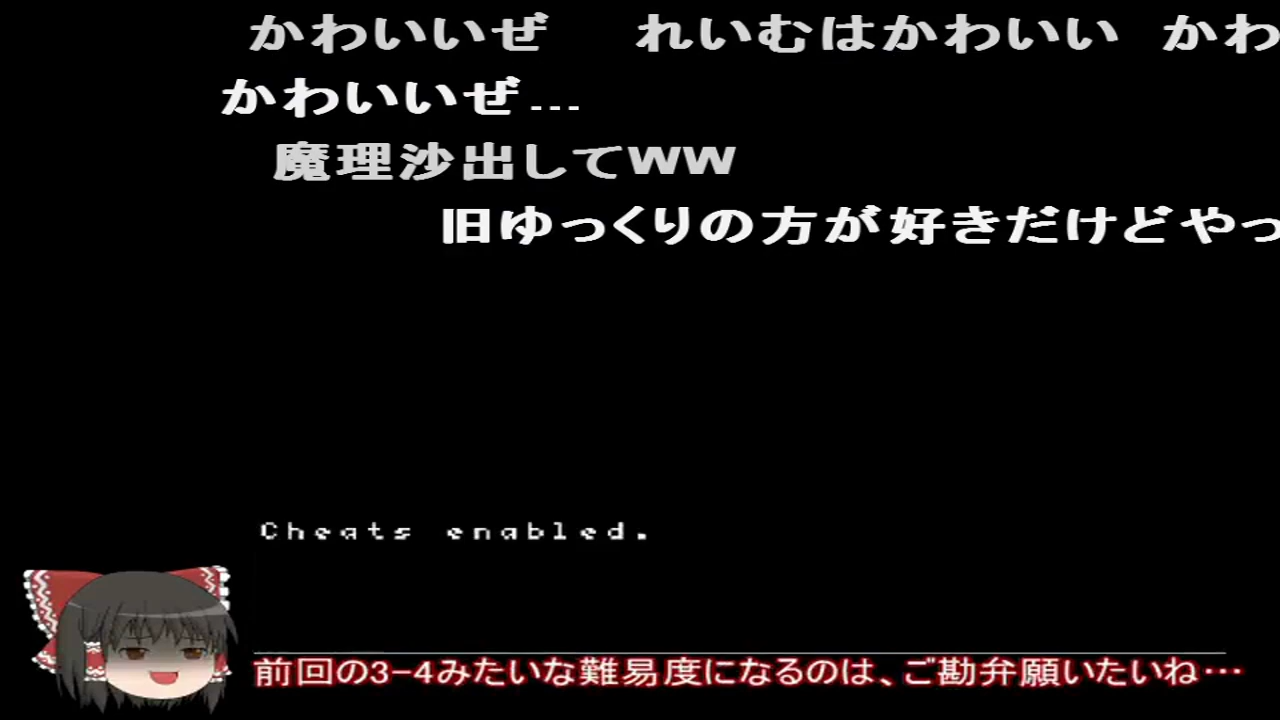 かわいいぜ れいむはかわいい かわ
かわいいぜ...
魔理沙出してWW
旧ゆっくりの方が好きだけどやっ
Cheats enabled.
前回の3-4みたいな難易度になるのは、ご勘弁願いたいね…